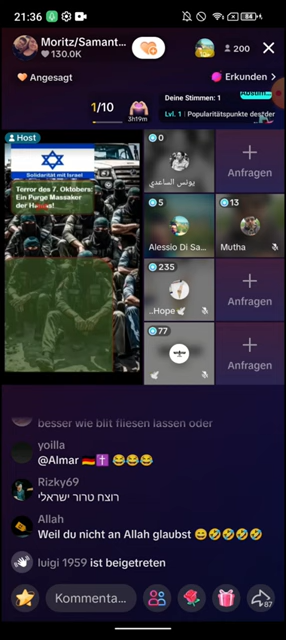 21:36
84
Moritz/Samant...
130.0K
200
Angesagt
Erkunden >
1/10
3h19m
Deine Stimmen: 1
Lvl. 1 | Popularitätspunkte
Host
Solidarität mit Israel
Terror des 7. Oktobers:
Ein Purge Massaker
der Hamas!
0
يونس الساعدي
Anfragen
5
Alessio Di Sa...
13
Mutha
235
..Hope
Anfragen
77
Anfragen
besser wie blit fliesen lassen oder
yoilla
@Almar 🇩🇪✝️ 😂😂😂
Rizky69
רוצח טרור ישראלי
Allah
Weil du nicht an Allah glaubst 😄🤣🤣🤣🤣
luigi 1959 ist beigetreten
Kommenta...
87